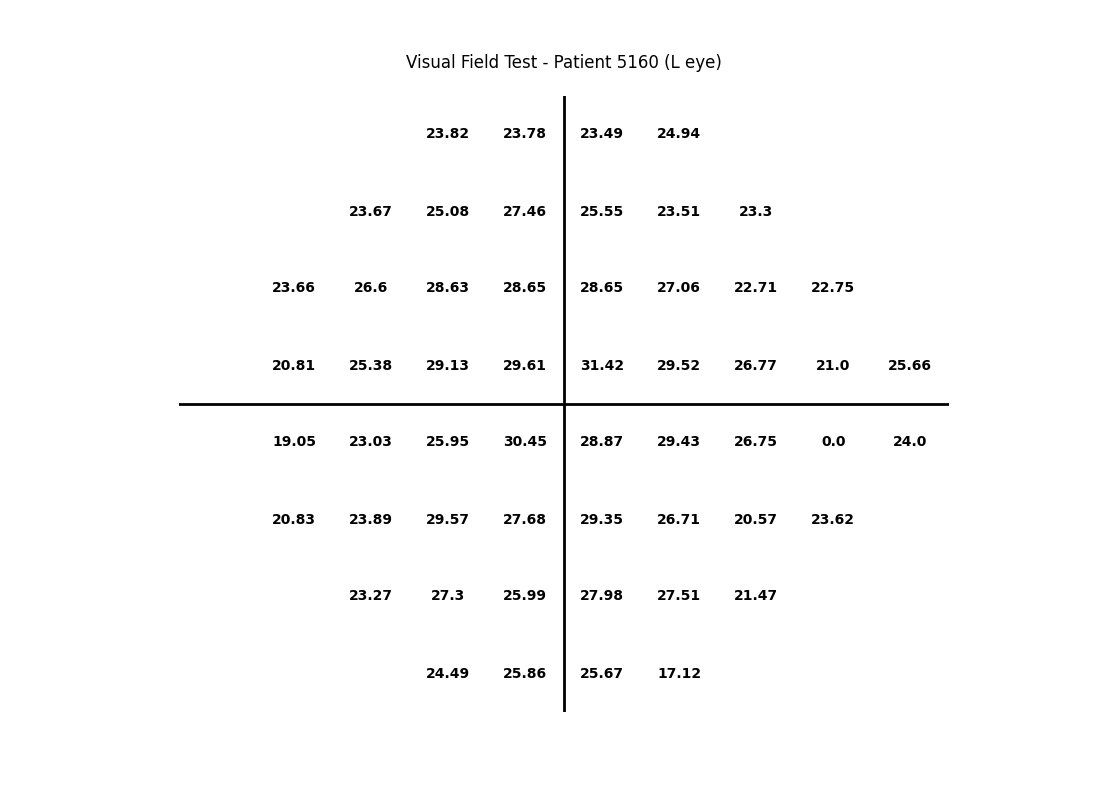 Visual Field Test - Patient 5160 (L eye)
23.82 23.78 23.49 24.94
23.67 25.08 27.46 25.55 23.51 23.3
23.66 26.6 28.63 28.65 28.65 27.06 22.71 22.75
20.81 25.38 29.13 29.61 31.42 29.52 26.77 21.0 25.66
19.05 23.03 25.95 30.45 28.87 29.43 26.75 0.0 24.0
20.83 23.89 29.57 27.68 29.35 26.71 20.57 23.62
23.27 27.3 25.99 27.98 27.51 21.47
24.49 25.86 25.67 17.12